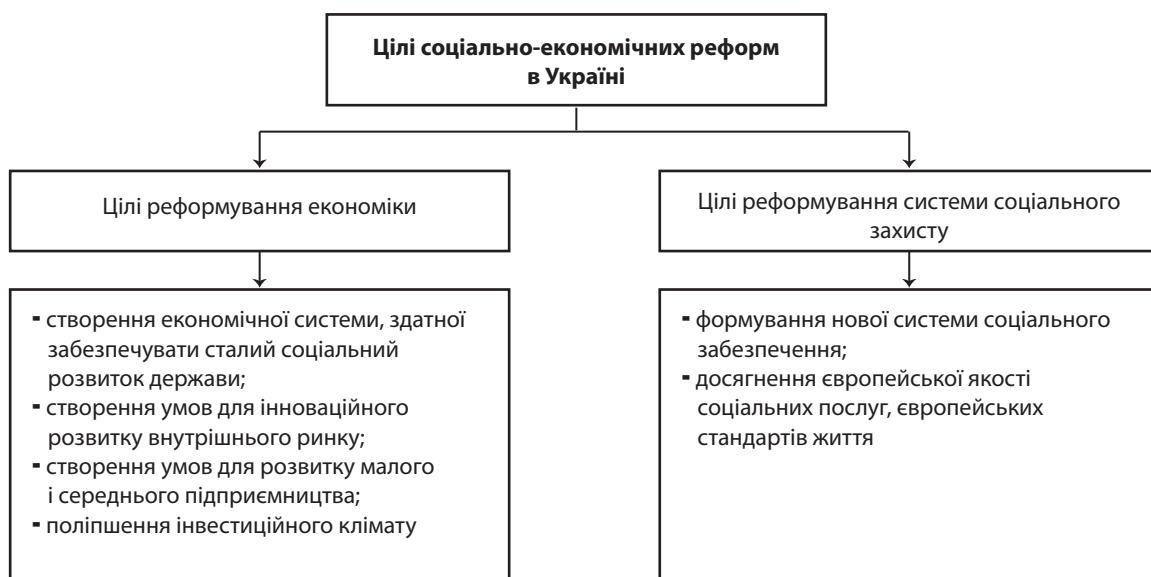 Цілі соціально-економічних реформ
в Україні
Цілі реформування економіки
Цілі реформування системи соціального
захисту
- створення економічної системи, здатної
забезпечувати сталий соціальний
розвиток держави;
- створення умов для інноваційного
розвитку внутрішнього ринку;
- створення умов для розвитку малого
і середнього підприємництва;
- поліпшення інвестиційного клімату
- формування нової системи соціального
забезпечення;
- досягнення європейської якості
соціальних послуг, європейських
стандартів життя